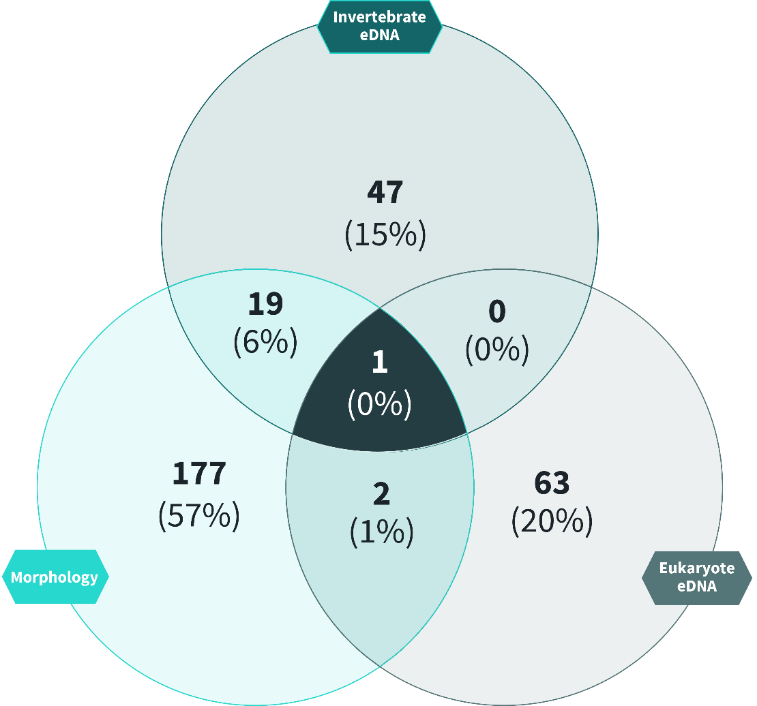 Invertebrate
eDNA
47
(15%)
19
(6%)
0
(0%)
1
(0%)
177
(57%)
2
(1%)
63
(20%)
Morphology
Eukaryote
eDNA